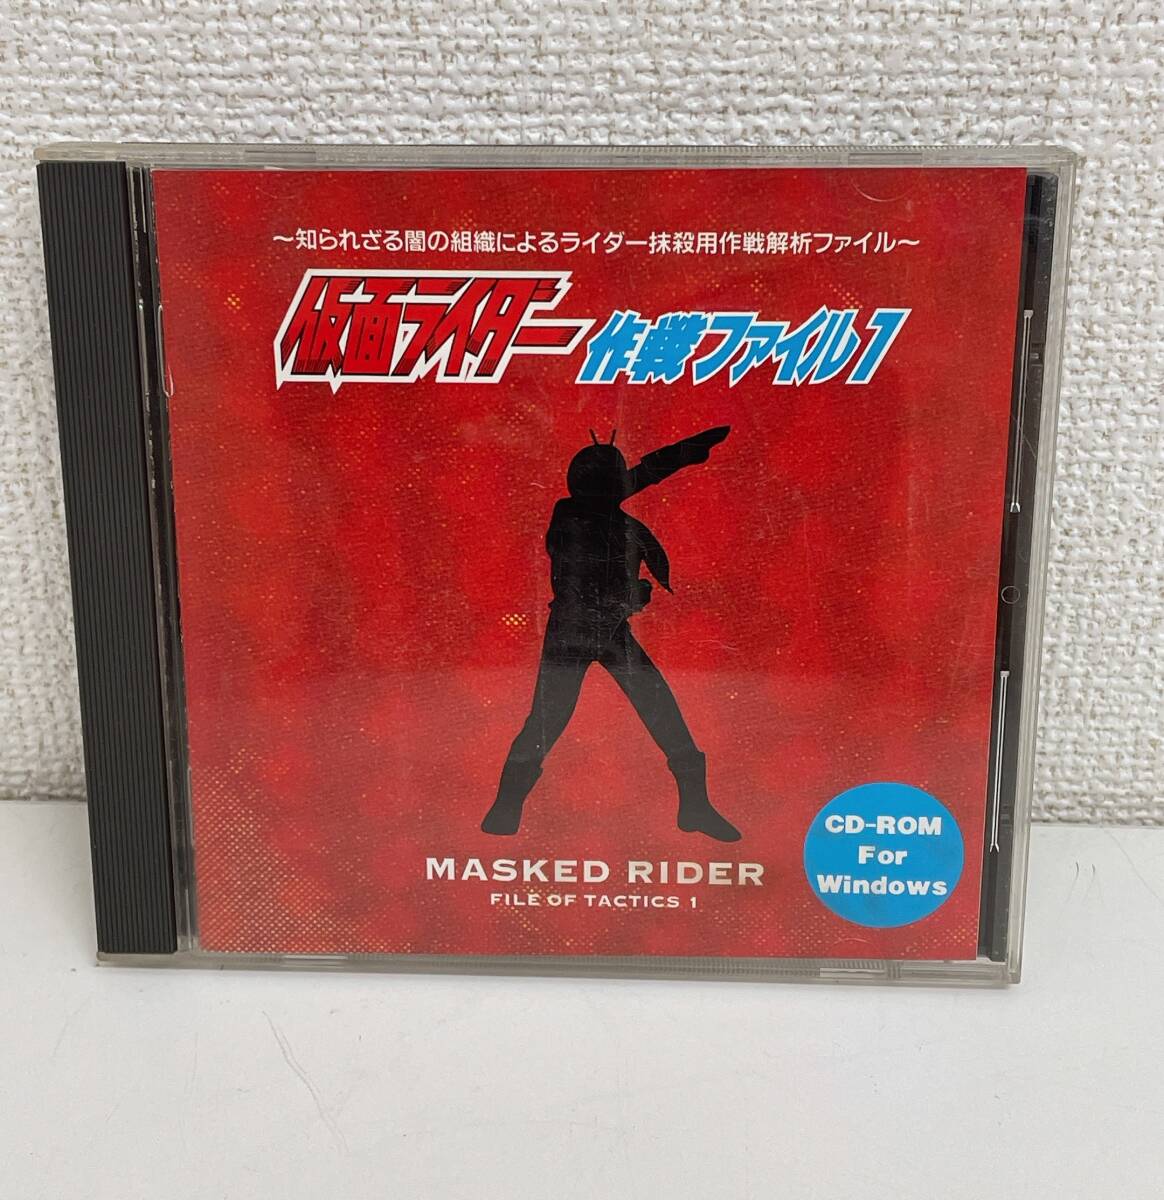 ～知られざる闇の組織によるライダー抹殺用作戦解析ファイル～
仮面ライダー 作戦ファイル1
MASKED RIDER
FILE OF TACTICS 1
CD-ROM
For
Windows